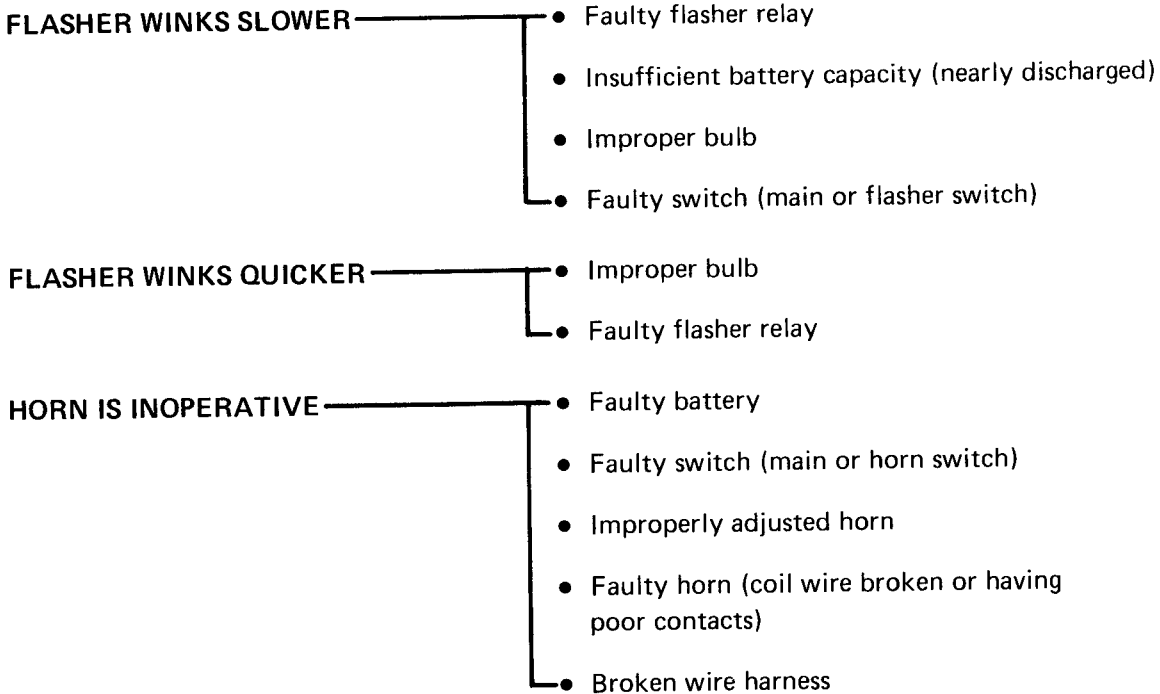 FLASHER WINKS SLOWER
• Faulty flasher relay
• Insufficient battery capacity (nearly discharged)
• Improper bulb
• Faulty switch (main or flasher switch)
FLASHER WINKS QUICKER
• Improper bulb
• Faulty flasher relay
HORN IS INOPERATIVE
• Faulty battery
• Faulty switch (main or horn switch)
• Improperly adjusted horn
• Faulty horn (coil wire broken or having
poor contacts)
• Broken wire harness